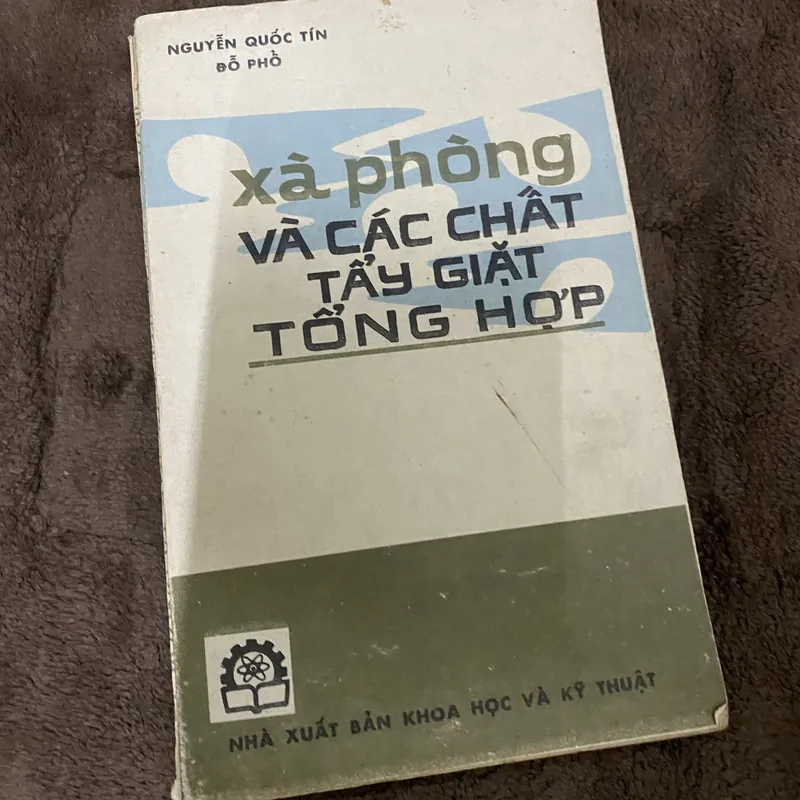 NGUYỄN QUỐC TÍN
ĐỖ PHỔ
xà phòng
VÀ CÁC CHẤT
TẨY GIẶT
TỔNG HỢP
NHÀ XUẤT BẢN KHOA HỌC VÀ KỸ THUẬT